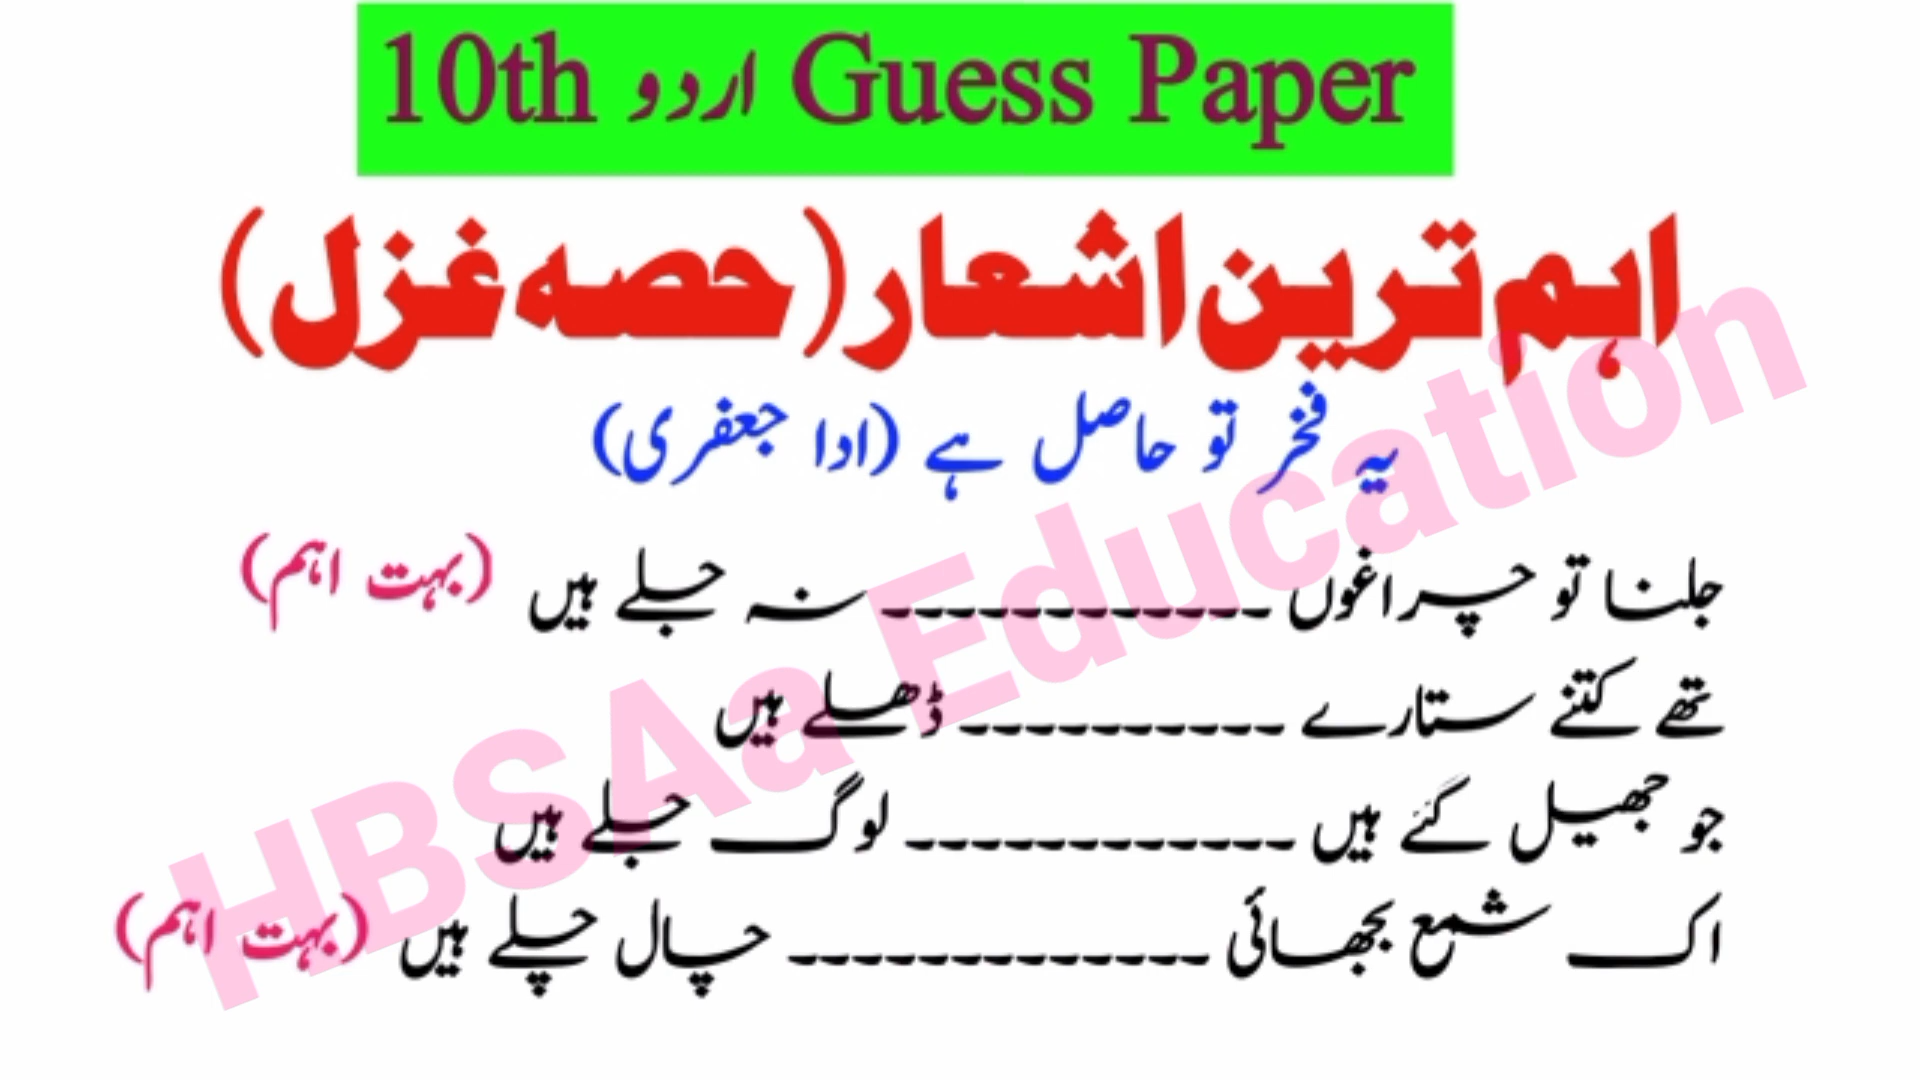 10th اردو Guess Paper
اہم ترین اشعار (حصہ غزل)
یہ فخر تو حاصل ہے (ادا جعفری)
جلنا تو چراغوں ------------ نہ جلے ہیں (بہت اہم)
تھے کتنے ستارے ---------- ڈھلے ہیں
جو جھیل گئے ہیں ------------ لوگ جلے ہیں
اک شمع بجھائی ------------- چال چلے ہیں (بہت اہم)
HBSAa Education